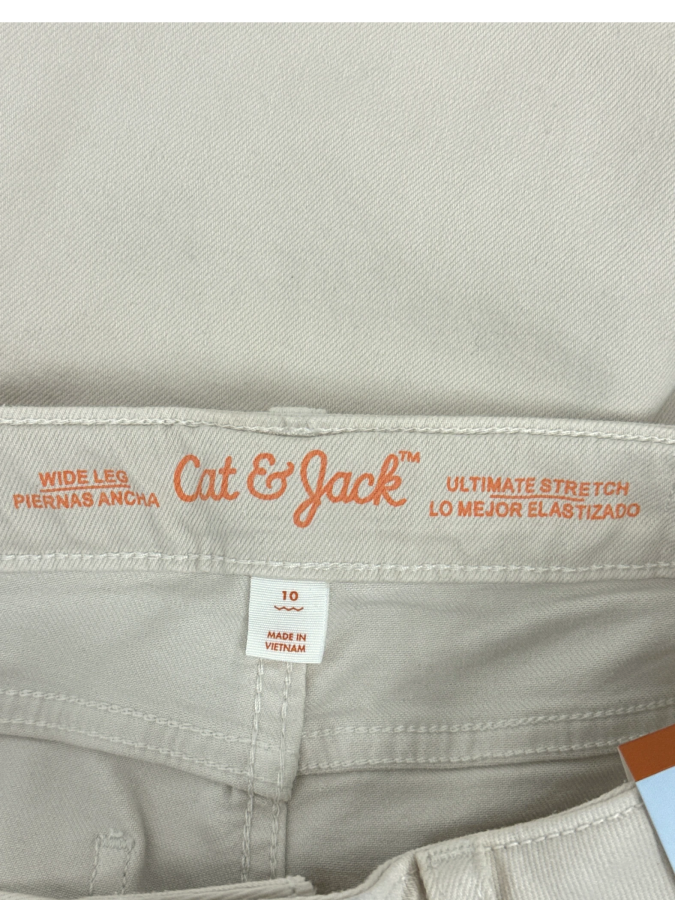 WIDE LEG
PIERNAS ANCHA
Cat & Jack™
ULTIMATE STRETCH
LO MEJOR ELASTIZADO
10
MADE IN
VIETNAM